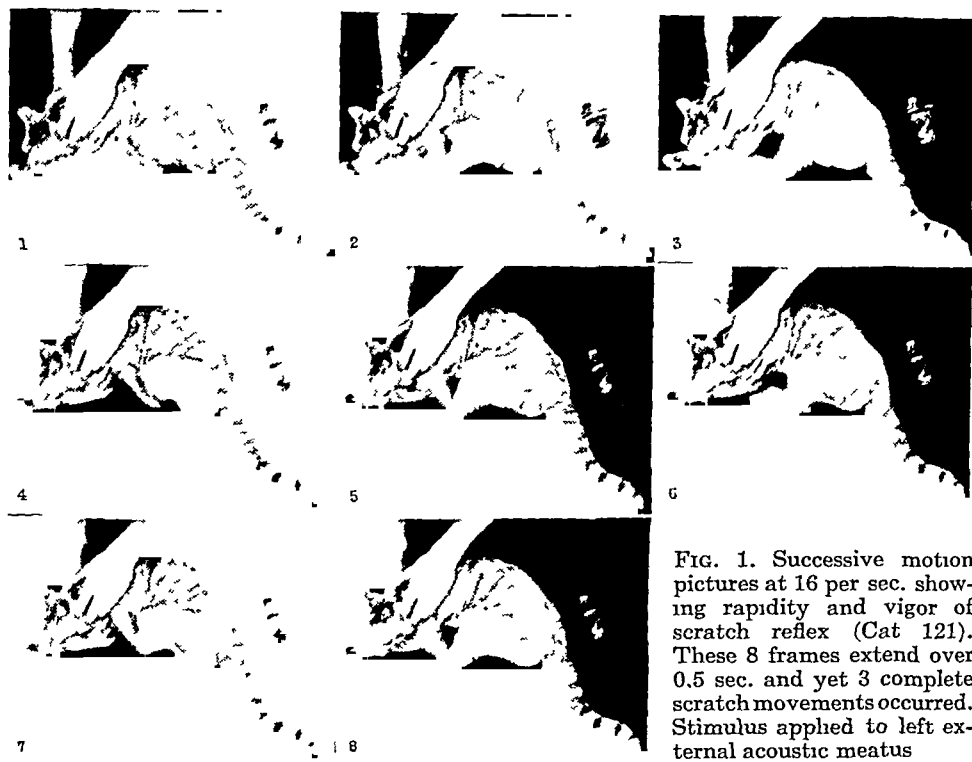 1
2
3
4
5
6
7
8
FIG. 1. Successive motion
pictures at 16 per sec. show-
ing rapidity and vigor of
scratch reflex (Cat 121).
These 8 frames extend over
0.5 sec. and yet 3 complete
scratch movements occurred.
Stimulus applied to left ex-
ternal acoustic meatus